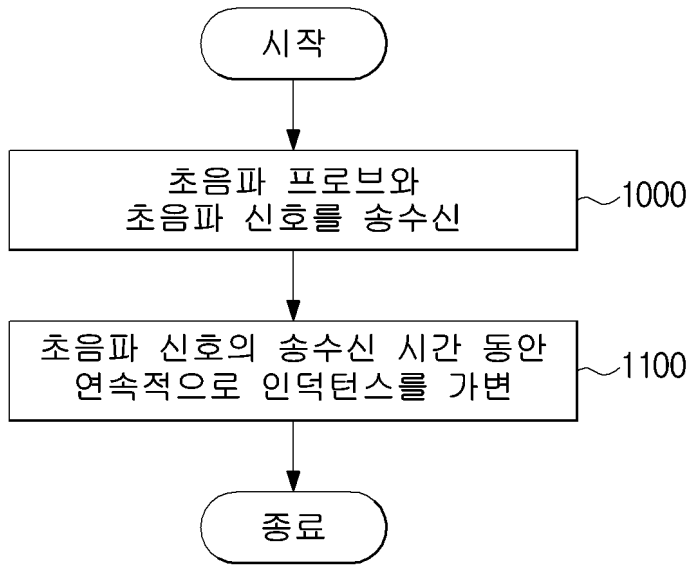 시작
초음파 프로브와
초음파 신호를 송수신
1000
초음파 신호의 송수신 시간 동안
연속적으로 인덕턴스를 가변
1100
종료